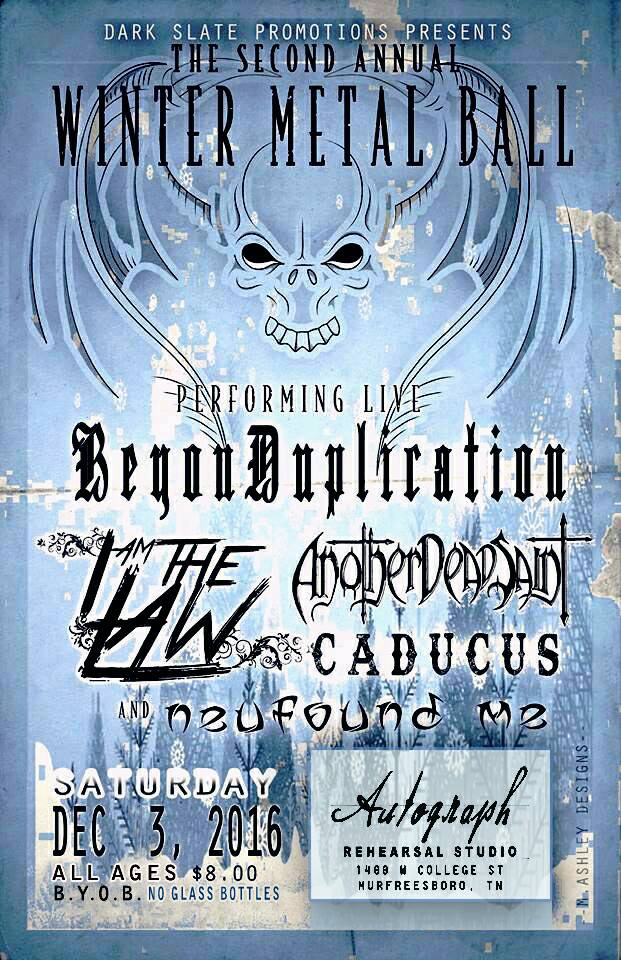 DARK SLATE PROMOTIONS PRESENTS
THE SECOND ANNUAL
WINTER METAL BALL
PERFORMING LIVE
BeyonDuplication
I AM THE LAW
AnotherDeadSaint
CADUCUS
AND neufound me
SATURDAY
DEC 3, 2016
ALL AGES $8.00
B.Y.O.B. NO GLASS BOTTLES
Autograph
REHEARSAL STUDIO
1468 W COLLEGE ST
MURFREESBORO, TN
- M. ASHLEY DESIGNS -